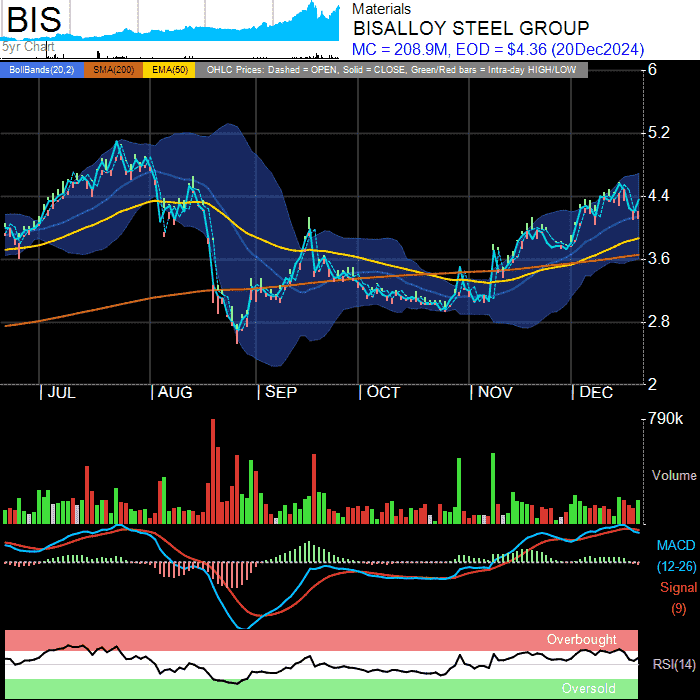 BIS
5yr Chart
Materials
BISALLOY STEEL GROUP
MC = 208.9M, EOD = $4.36 (20Dec2024)
BollBands(20,2) SMA(200) EMA(50) OHLC Prices: Dashed = OPEN, Solid = CLOSE, Green/Red bars = Intra-day HIGH/LOW
6
5.2
4.4
3.6
2.8
2
JUL AUG SEP OCT NOV DEC
790k
Volume
MACD
(12-26)
Signal
(9)
Overbought
RSI(14)
Oversold